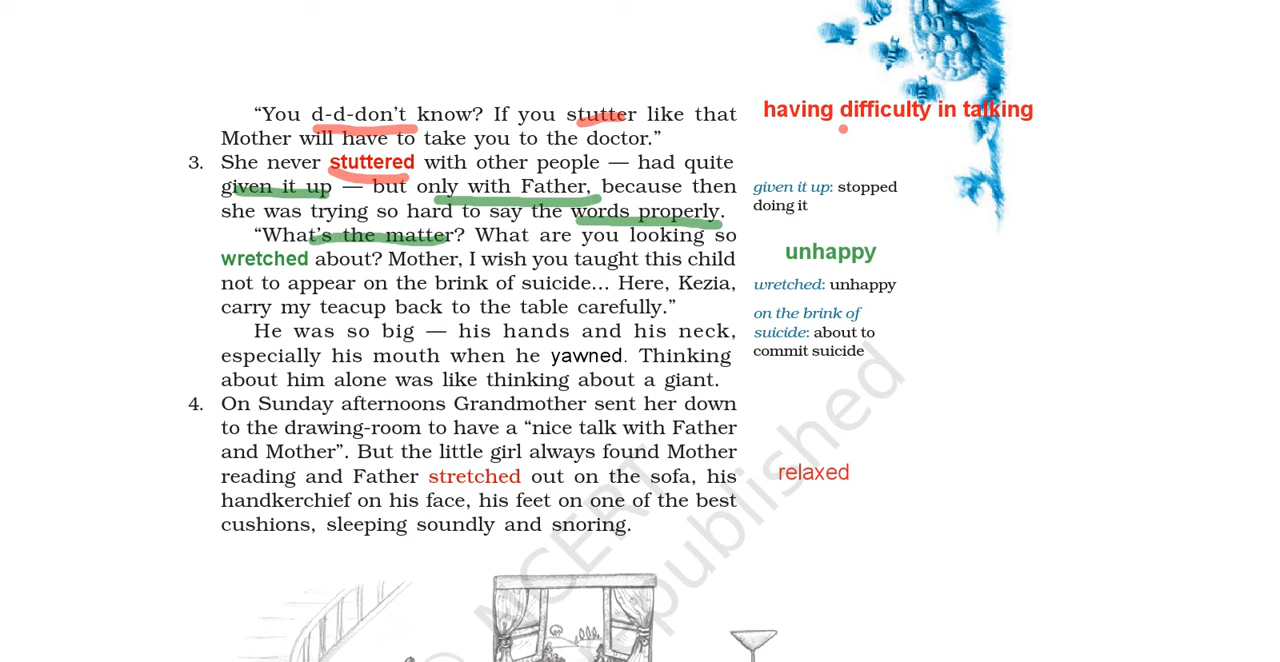 “You d-d-don’t know? If you stutter like that
having difficulty in talking
Mother will have to take you to the doctor.”
3. She never stuttered with other people — had quite
given it up — but only with Father, because then
given it up: stopped
doing it
she was trying so hard to say the words properly.
“What’s the matter? What are you looking so
unhappy
wretched about? Mother, I wish you taught this child
not to appear on the brink of suicide... Here, Kezia,
wretched: unhappy
carry my teacup back to the table carefully.”
on the brink of
suicide: about to
commit suicide
He was so big — his hands and his neck,
especially his mouth when he yawned. Thinking
about him alone was like thinking about a giant.
4. On Sunday afternoons Grandmother sent her down
to the drawing-room to have a “nice talk with Father
and Mother”. But the little girl always found Mother
reading and Father stretched out on the sofa, his
relaxed
handkerchief on his face, his feet on one of the best
cushions, sleeping soundly and snoring.
© NCERT
published